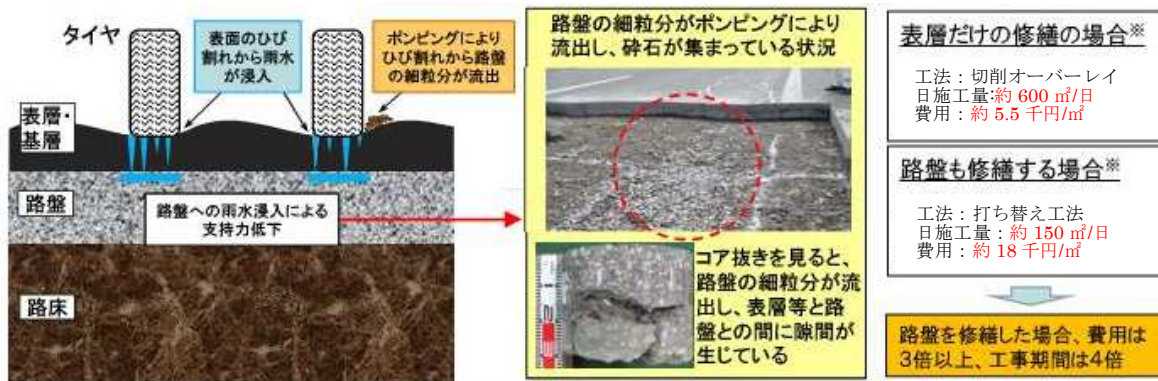 タイヤ
表面のひび
割れから雨水
が浸入
ポンピングにより
ひび割れから路盤
の細粒分が流出
表層・
基層
路盤
路盤への雨水浸入による
支持力低下
路床
路盤の細粒分がポンピングにより
流出し、砕石が集まっている状況
コア抜きを見ると、
路盤の細粒分が流
出し、表層等と路
盤との間に隙間が
生じている
表層だけの修繕の場合※
工法：切削オーバーレイ
日施工量:約 600 ㎡/日
費用：約 5.5 千円/㎡
路盤も修繕する場合※
工法：打ち替え工法
日施工量：約 150 ㎡/日
費用：約 18 千円/㎡
路盤を修繕した場合、費用は
3倍以上、工事期間は4倍